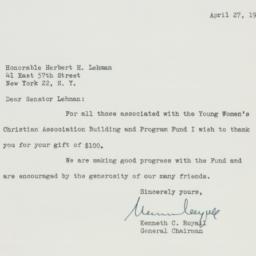 April 27, 19
Honorable Herbert H. Lehman
41 East 57th Street
New York 22, N. Y.
Dear Senator Lehman:
For all those associated with the Young Women's
Christian Association Building and Program Fund I wish to thank
you for your gift of $100.
We are making good progress with the Fund and
are encouraged by the generosity of our many friends.
Sincerely yours,
Kenneth C. Royall
General Chairman